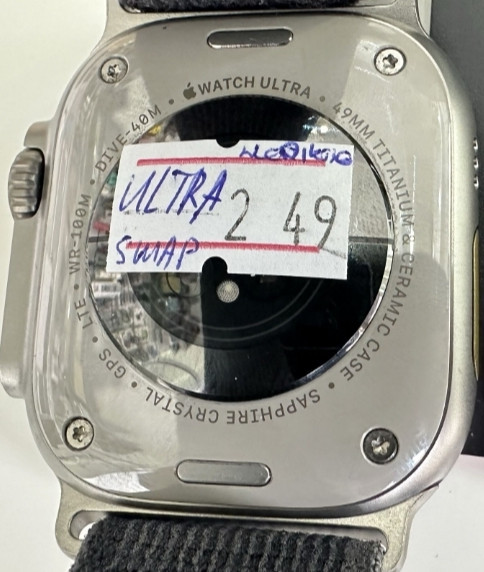 WATCH ULTRA • 49MM TITANIUM & CERAMIC CASE • SAPPHIRE CRYSTAL • GPS • LTE • WR-100M • DIVE-40M •
ULTRA 2 49
SWAP